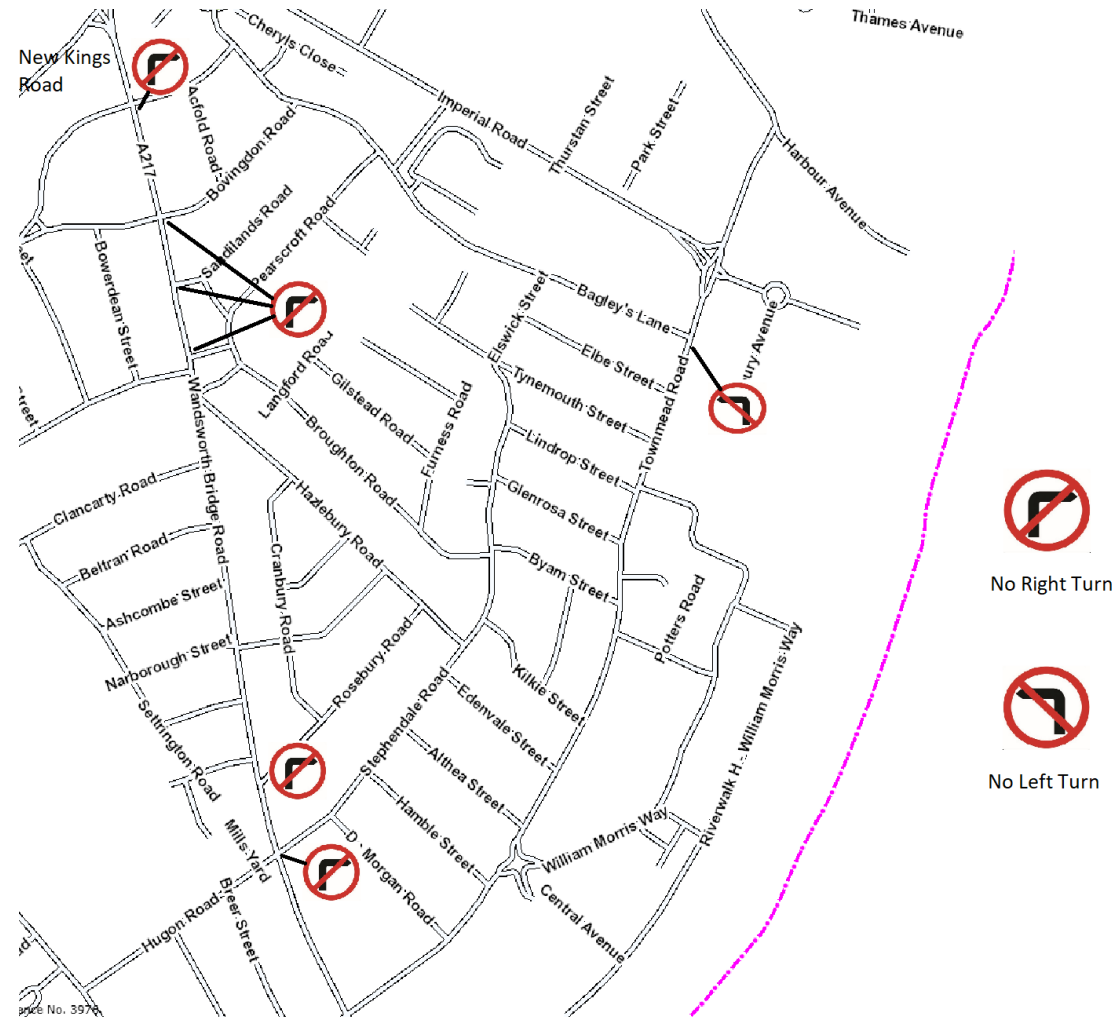 Thames Avenue
Cheryls Close
New Kings
Road
Acfold Road
Imperial Road
Thurstan Street
Park Street
A217
Bovingdon Road
Harbour Avenue
Sandilands Road
Pearscroft Road
Bowerdean Street
Elswick Street
Bagley's Lane
Elbe Street
Langford Road
Gilstead Road
Tynemouth Street
Townmead Road
Wandsworth Bridge Road
Broughton Road
Furness Road
Lindrop Street
Clancarty Road
Hazlebury Road
Glenrosa Street
Beltran Road
Cranbury Road
Byam Street
No Right Turn
Ashcombe Street
Potters Road
Narborough Street
Rosebury Road
Kilkie Street
Edenvale Street
Settrington Road
Stephendale Road
Althea Street
Riverwalk H - William Morris Way
No Left Turn
Hamble Street
William Morris Way
Mills Yard
D Morgan Road
Breer Street
Hugon Road
Central Avenue